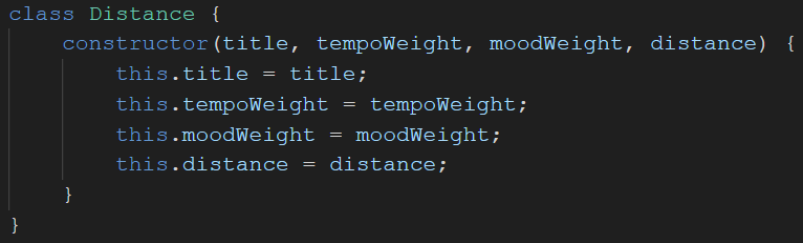 class Distance {
    constructor(title, tempoWeight, moodWeight, distance) {
        this.title = title;
        this.tempoWeight = tempoWeight;
        this.moodWeight = moodWeight;
        this.distance = distance;
    }
}